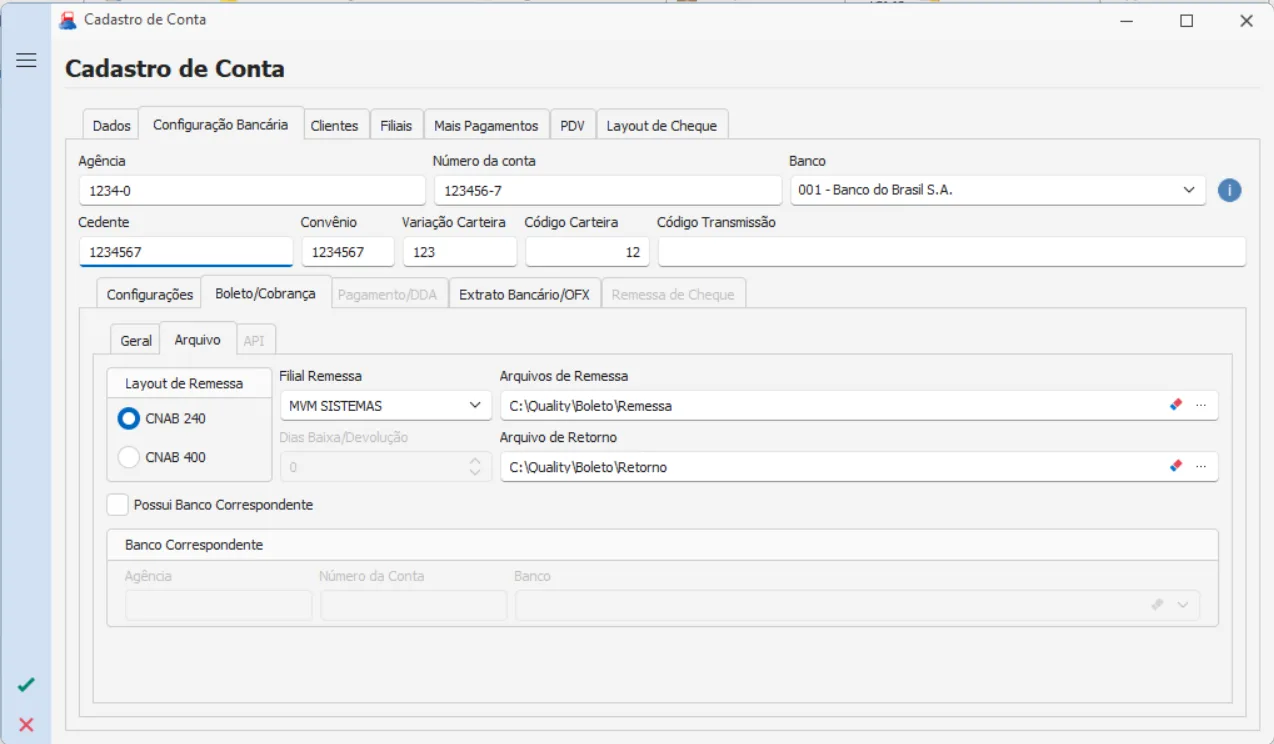 Cadastro de Conta
Cadastro de Conta
Dados Configuração Bancária Clientes Filiais Mais Pagamentos PDV Layout de Cheque
Agência Número da conta Banco
1234-0 123456-7 001 - Banco do Brasil S.A.
Cedente Convênio Variação Carteira Código Carteira Código Transmissão
1234567 1234567 123 12
Configurações Boleto/Cobrança Pagamento/DDA Extrato Bancário/OFX Remessa de Cheque
Geral Arquivo API
Layout de Remessa Filial Remessa Arquivos de Remessa
CNAB 240 MVM SISTEMAS C:\Quality\Boleto\Remessa
Dias Baixa/Devolução Arquivo de Retorno
CNAB 400 0 C:\Quality\Boleto\Retorno
Possui Banco Correspondente
Banco Correspondente
Agência Número da Conta Banco